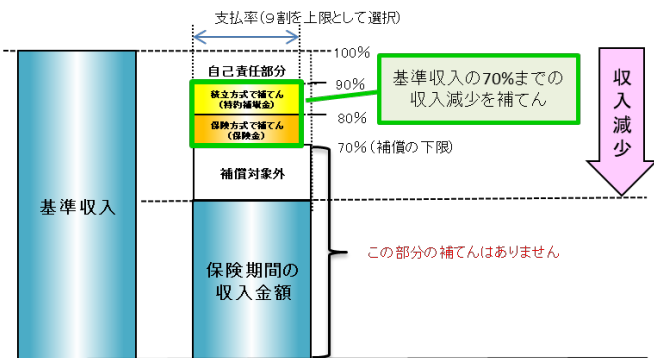 支払率(9割を上限として選択)
100%
自己責任部分
90%
積立方式で補てん
(特約補塡金)
80%
保険方式で補てん
(保険金)
70%(補償の下限)
基準収入の70%までの
収入減少を補てん
収入減少
補償対象外
基準収入
保険期間の
収入金額
この部分の補てんはありません